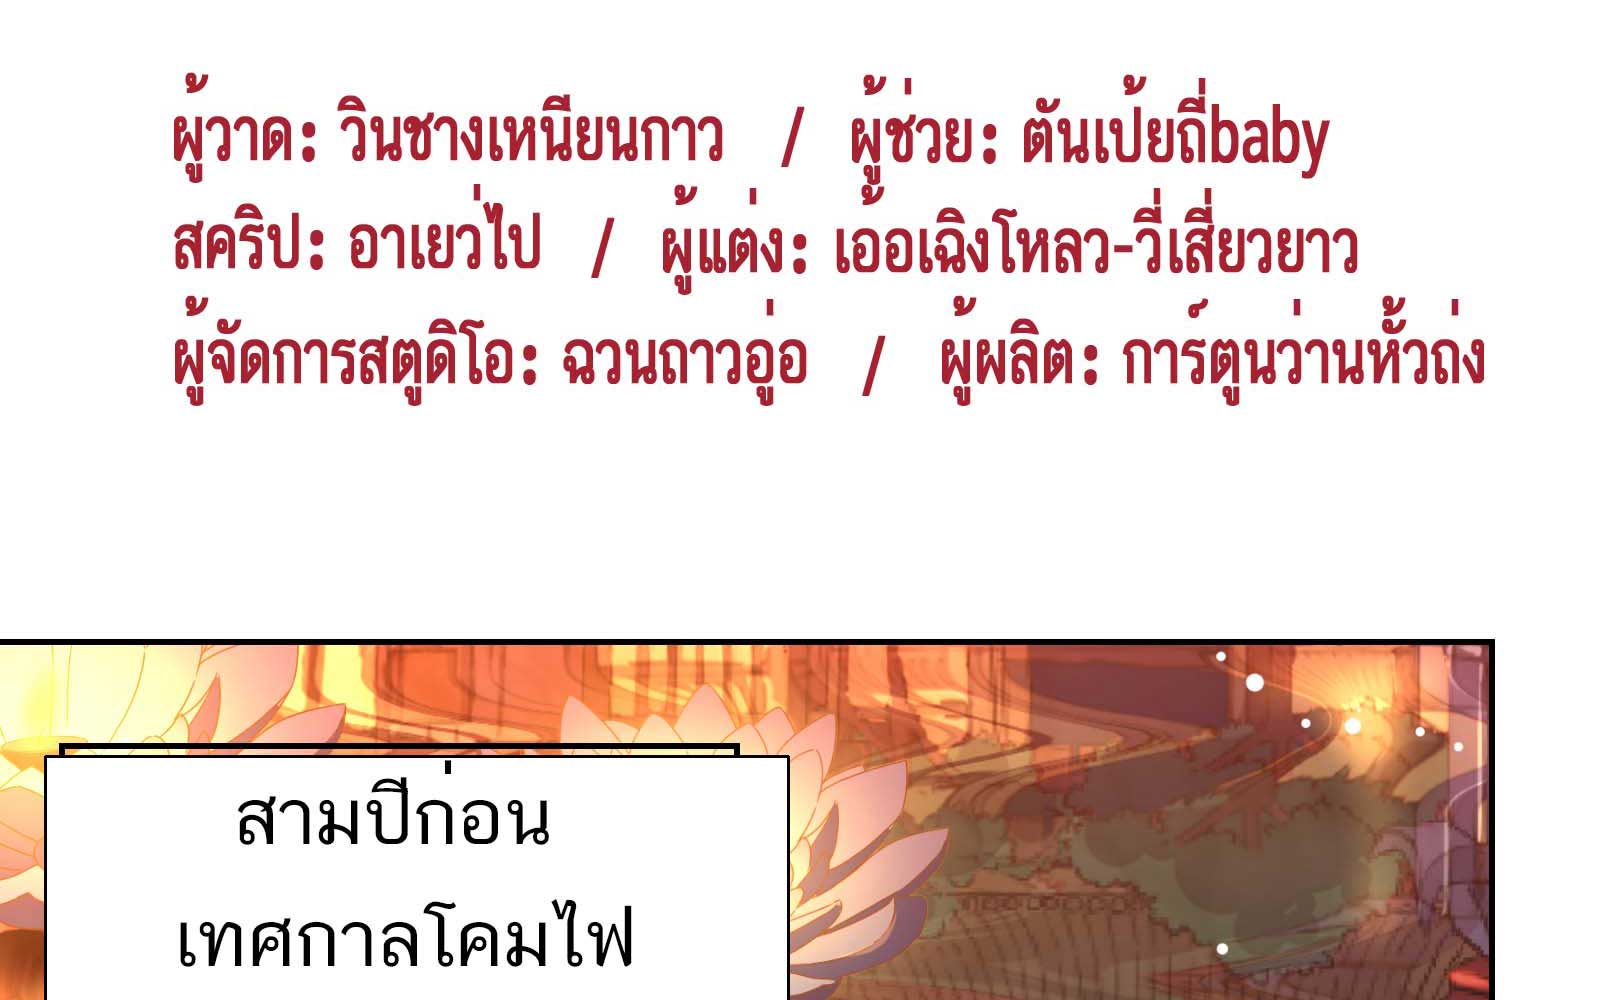 ผู้วาด: วินชางเหนียนกาว / ผู้ช่วย: ตันเป้ยถี่baby
สคริป: อาเยว่ไป / ผู้แต่ง: เอ้อเฉิงโหลว-วี่เสี่ยวยาว
ผู้จัดการสตูดิโอ: ฉวนถาวอู่อ / ผู้ผลิต: การ์ตูนว่านหั้วถ่ง
สามปีก่อน
เทศกาลโคมไฟ